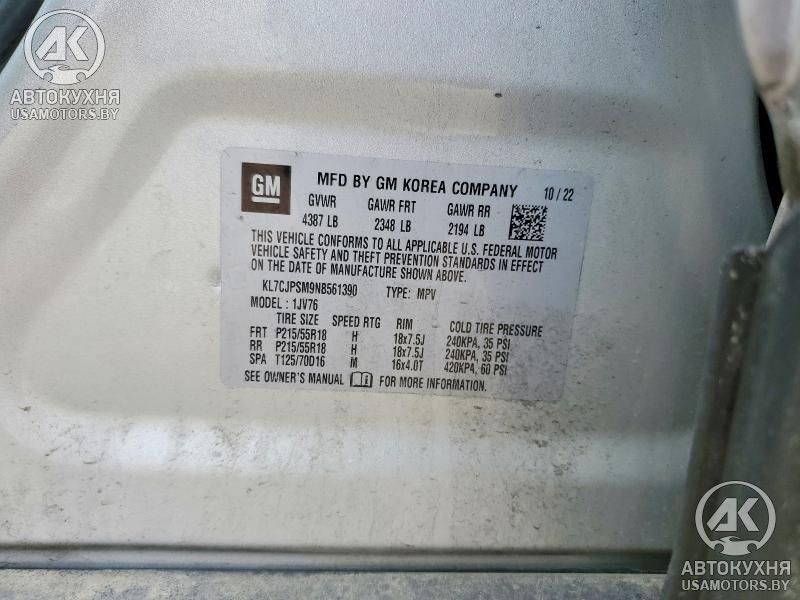 AK
АВТОКУХНЯ
USAMOTORS.BY
GM
MFD BY GM KOREA COMPANY 10 / 22
GVWR GAWR FRT GAWR RR
4387 LB 2348 LB 2194 LB
THIS VEHICLE CONFORMS TO ALL APPLICABLE U.S. FEDERAL MOTOR
VEHICLE SAFETY AND THEFT PREVENTION STANDARDS IN EFFECT
ON THE DATE OF MANUFACTURE SHOWN ABOVE.
KL7CJPSM9NB561390 TYPE: MPV
MODEL : 1JV76
TIRE SIZE SPEED RTG RIM COLD TIRE PRESSURE
FRT P215/55R18 H 18x7.5J 240KPA, 35 PSI
RR P215/55R18 H 18x7.5J 240KPA, 35 PSI
SPA T125/70D16 M 16x4.0T 420KPA, 60 PSI
SEE OWNER'S MANUAL FOR MORE INFORMATION.
AK
АВТОКУХНЯ
USAMOTORS.BY